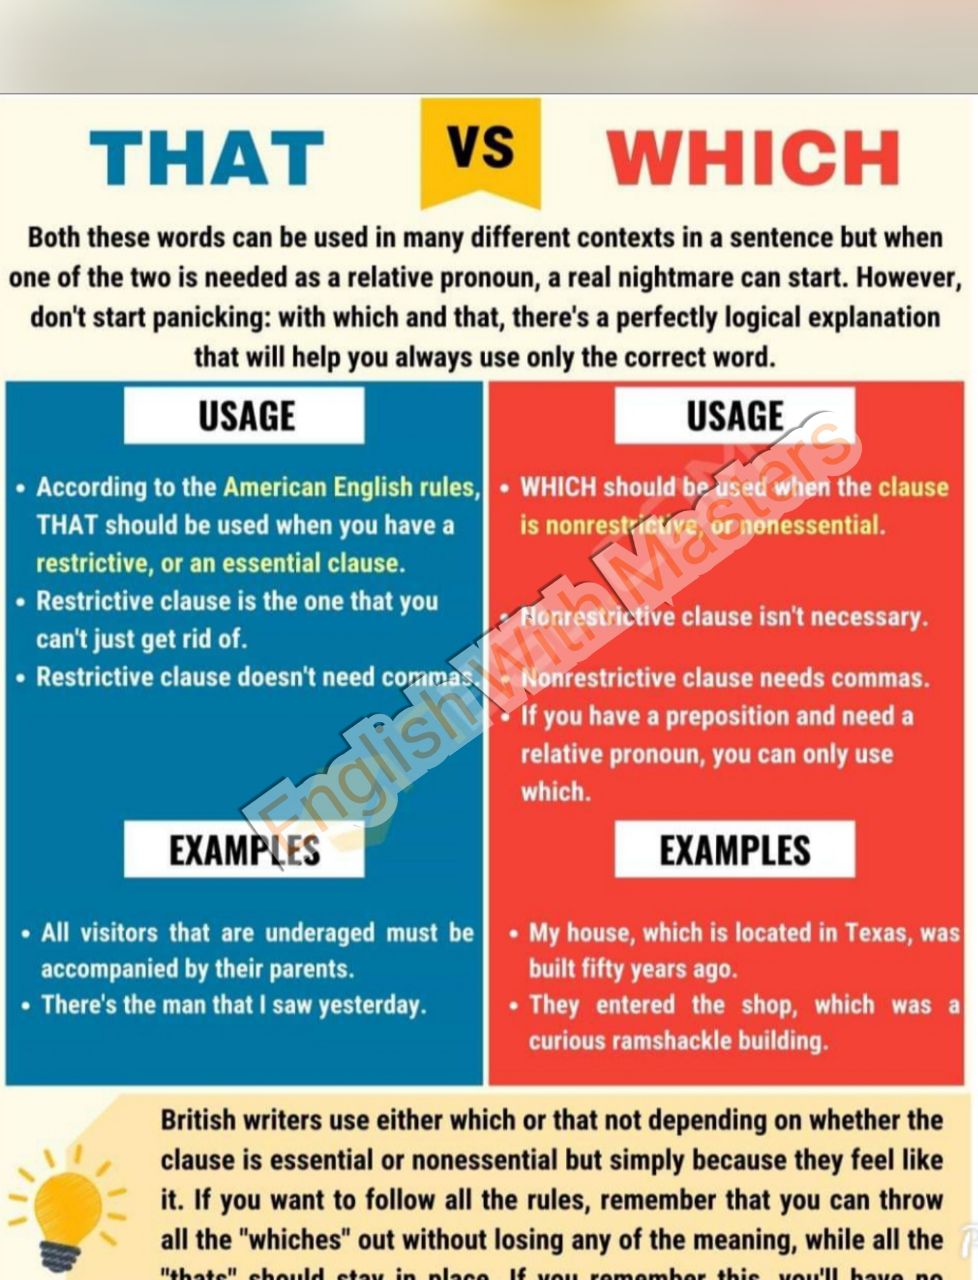 THAT VS WHICH
Both these words can be used in many different contexts in a sentence but when
one of the two is needed as a relative pronoun, a real nightmare can start. However,
don't start panicking: with which and that, there's a perfectly logical explanation
that will help you always use only the correct word.
USAGE
• According to the American English rules,
THAT should be used when you have a
restrictive, or an essential clause.
• Restrictive clause is the one that you
can't just get rid of.
• Restrictive clause doesn't need commas.
EXAMPLES
• All visitors that are underaged must be
accompanied by their parents.
• There's the man that I saw yesterday.
USAGE
• WHICH should be used when the clause
is nonrestrictive, or nonessential.
• Nonrestrictive clause isn't necessary.
• Nonrestrictive clause needs commas.
• If you have a preposition and need a
relative pronoun, you can only use
which.
EXAMPLES
• My house, which is located in Texas, was
built fifty years ago.
• They entered the shop, which was a
curious ramshackle building.
English With Masters
British writers use either which or that not depending on whether the
clause is essential or nonessential but simply because they feel like
it. If you want to follow all the rules, remember that you can throw
all the "whiches" out without losing any of the meaning, while all the
"thats" should stay in place. If you remember this, you'll have no